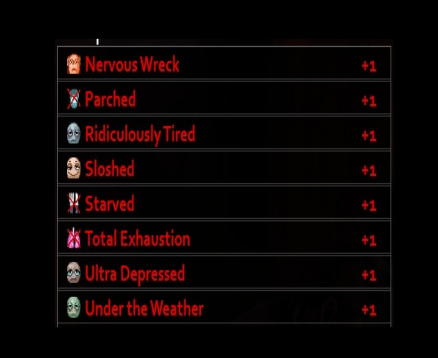 Nervous Wreck +1
Parched +1
Ridiculously Tired +1
Sloshed +1
Starved +1
Total Exhaustion +1
Ultra Depressed +1
Under the Weather +1